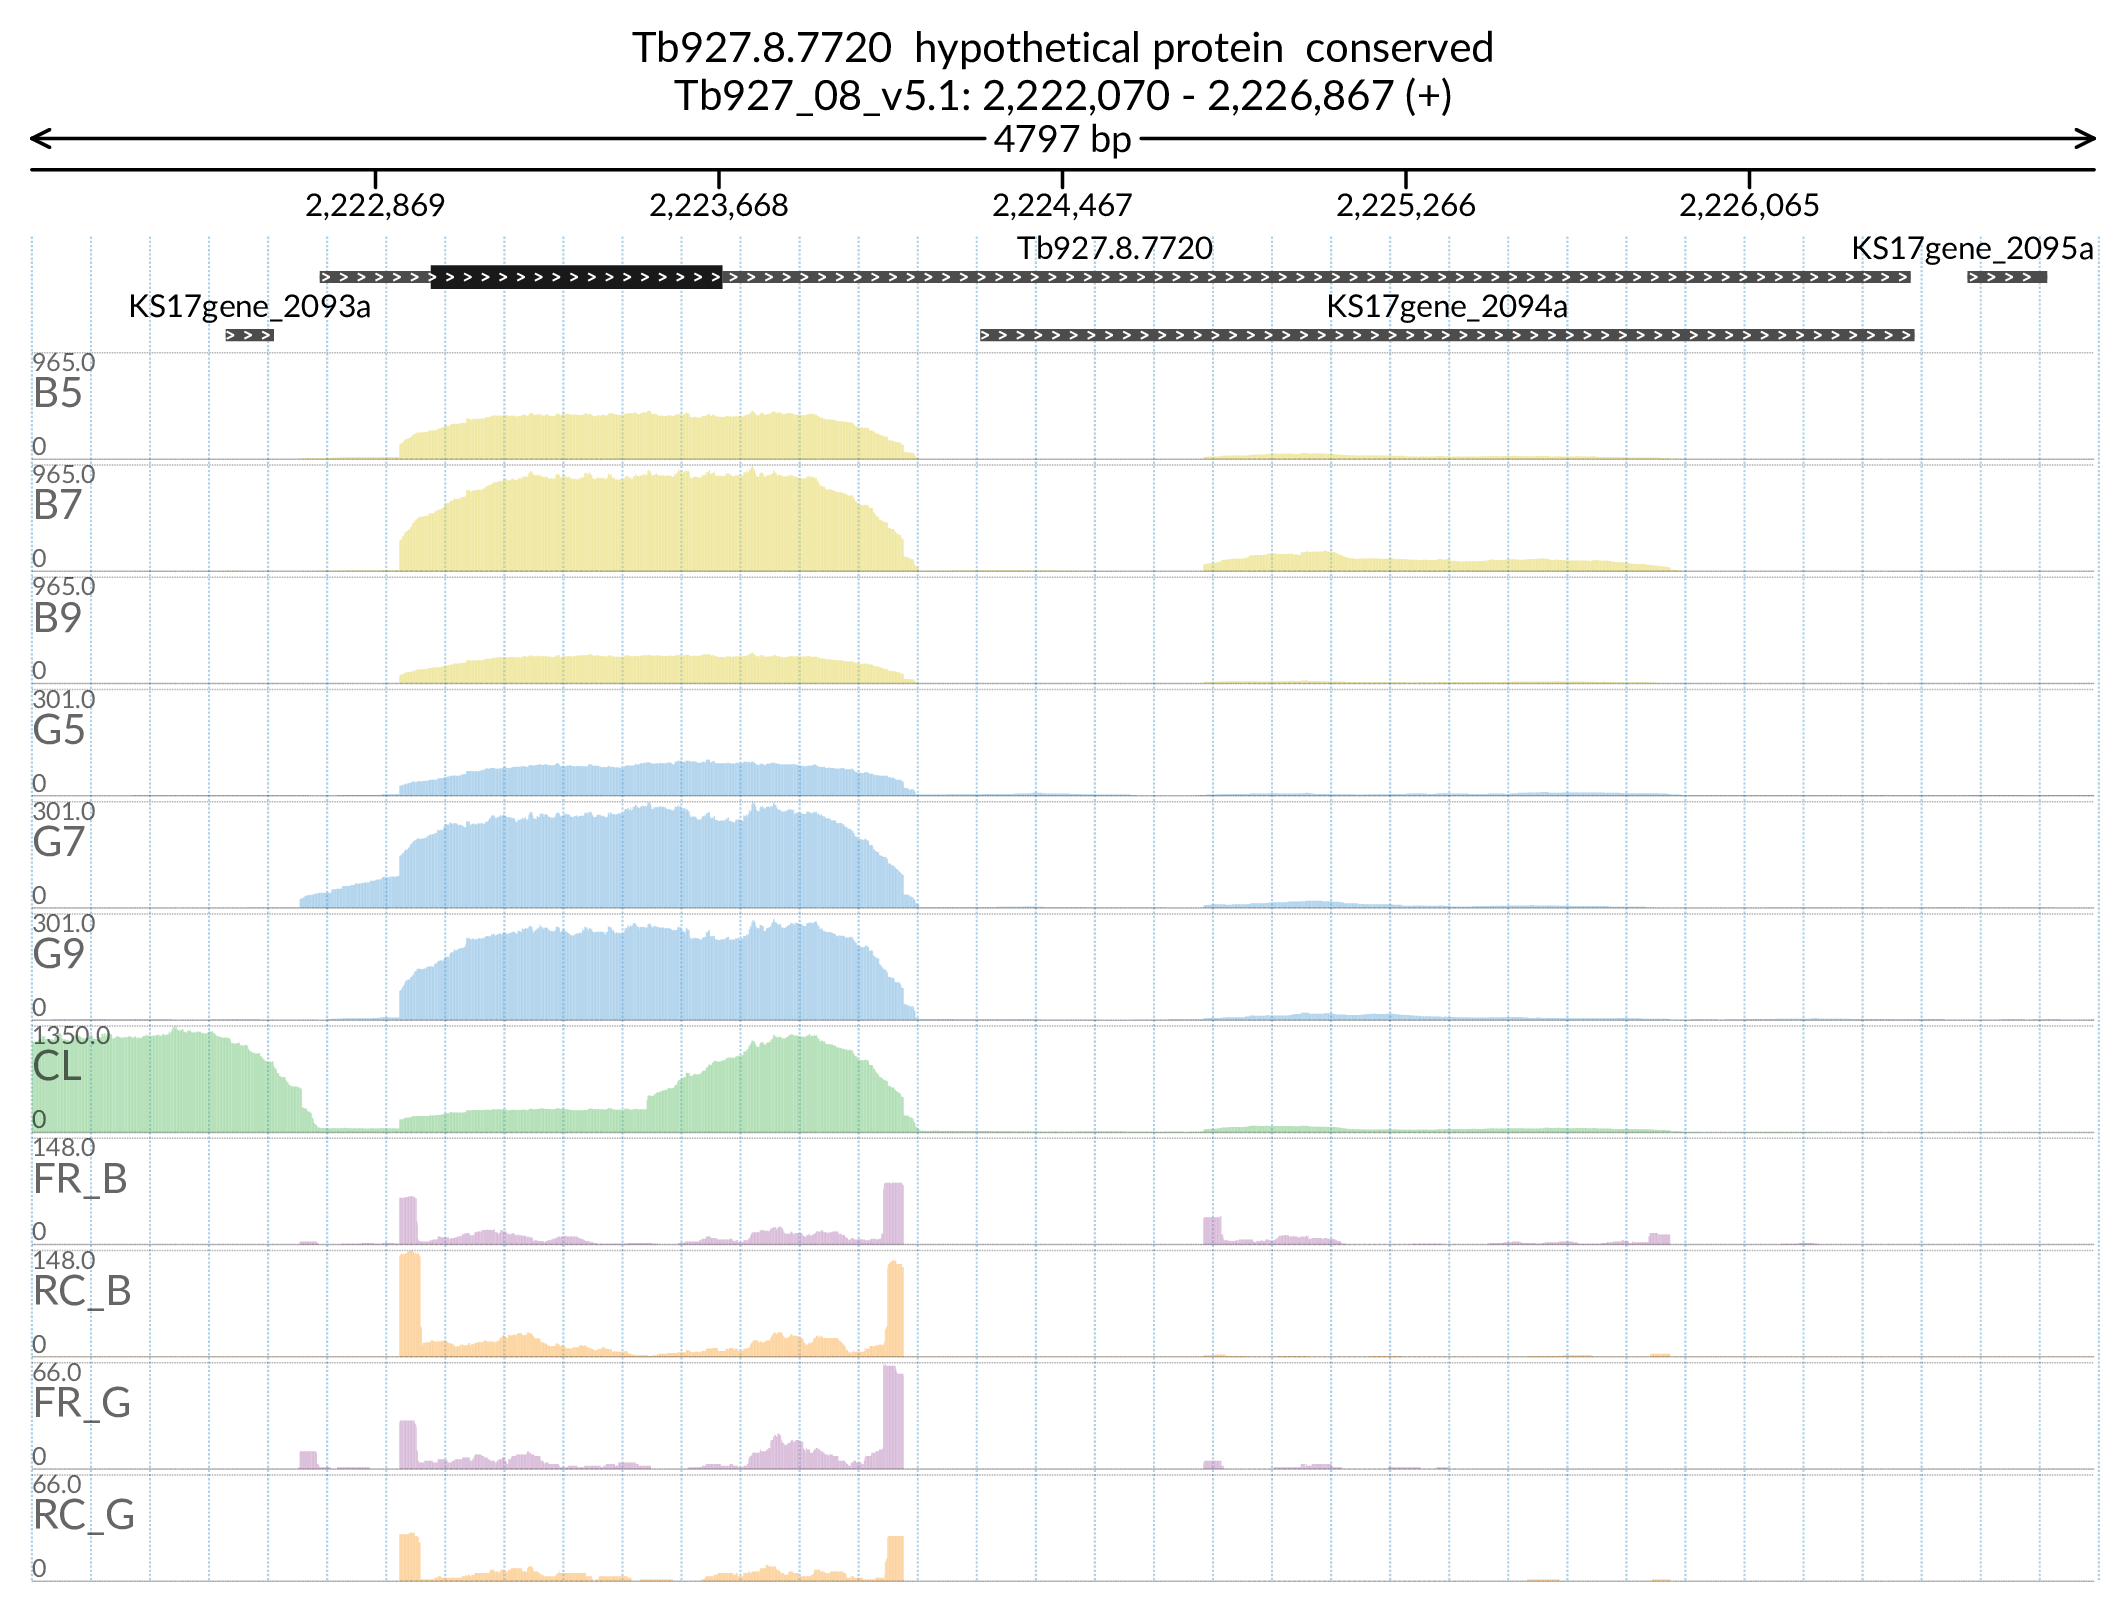 Tb927.8.7720  hypothetical protein  conserved
Tb927_08_v5.1: 2,222,070 - 2,226,867 (+)
4797 bp
2,222,869 2,223,668 2,224,467 2,225,266 2,226,065
Tb927.8.7720 KS17gene_2095a
KS17gene_2093a KS17gene_2094a
965.0
B5
0
965.0
B7
0
965.0
B9
0
301.0
G5
0
301.0
G7
0
301.0
G9
0
1350.0
CL
0
148.0
FR_B
0
148.0
RC_B
0
66.0
FR_G
0
66.0
RC_G
0